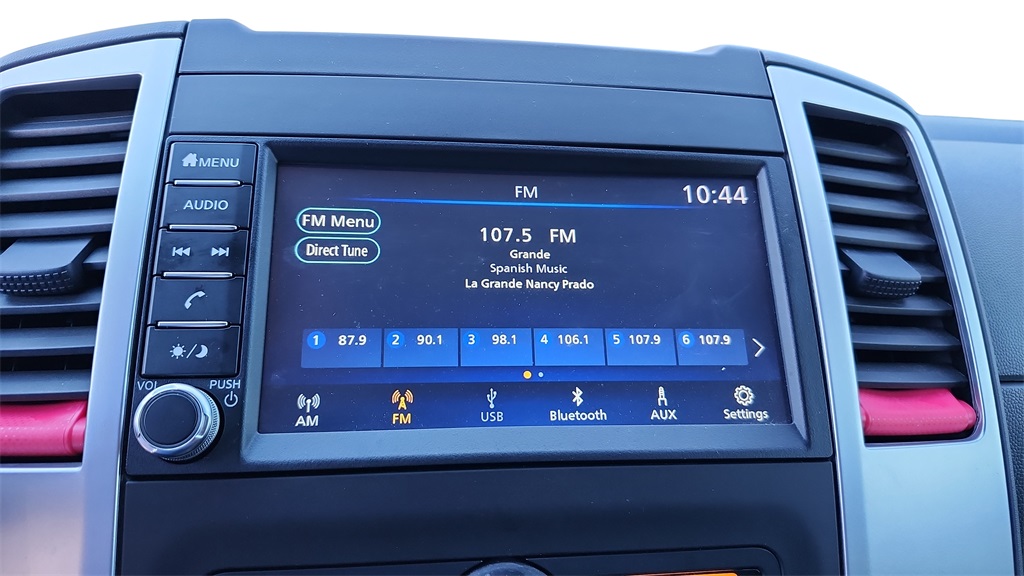 MENU
AUDIO
VOL
PUSH
FM
10:44
FM Menu
Direct Tune
107.5 FM
Grande
Spanish Music
La Grande Nancy Prado
1 87.9 2 90.1 3 98.1 4 106.1 5 107.9 6 107.9
AM FM USB Bluetooth AUX Settings